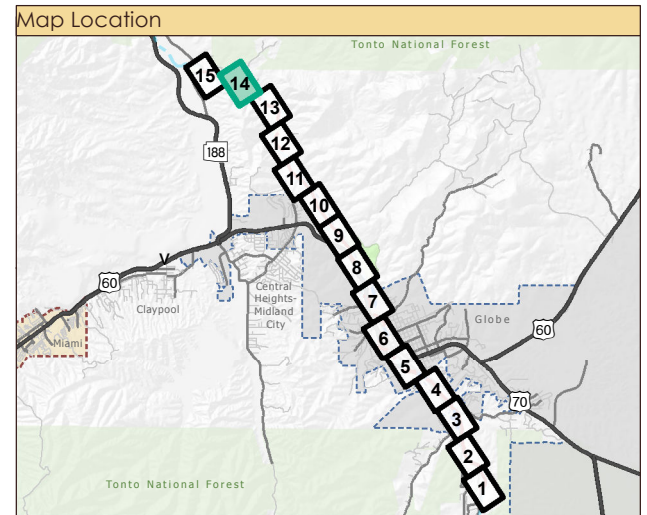 Map Location
Tonto National Forest
15
14
13
188
12
11
10
9
8
60
Central
Heights-
Midland
City
Claypool
7
Globe
60
Miami
6
5
4
70
3
2
Tonto National Forest
1